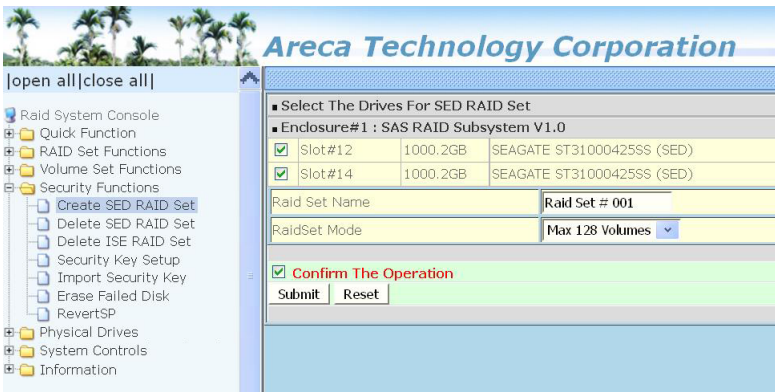 Areca Technology Corporation
|open all|close all|
Raid System Console
Quick Function
RAID Set Functions
Volume Set Functions
Security Functions
Create SED RAID Set
Delete SED RAID Set
Delete ISE RAID Set
Security Key Setup
Import Security Key
Erase Failed Disk
RevertSP
Physical Drives
System Controls
Information
Select The Drives For SED RAID Set
Enclosure#1 : SAS RAID Subsystem V1.0
Slot#12 1000.2GB SEAGATE ST31000425SS (SED)
Slot#14 1000.2GB SEAGATE ST31000425SS (SED)
Raid Set Name Raid Set # 001
RaidSet Mode Max 128 Volumes
Confirm The Operation
Submit Reset